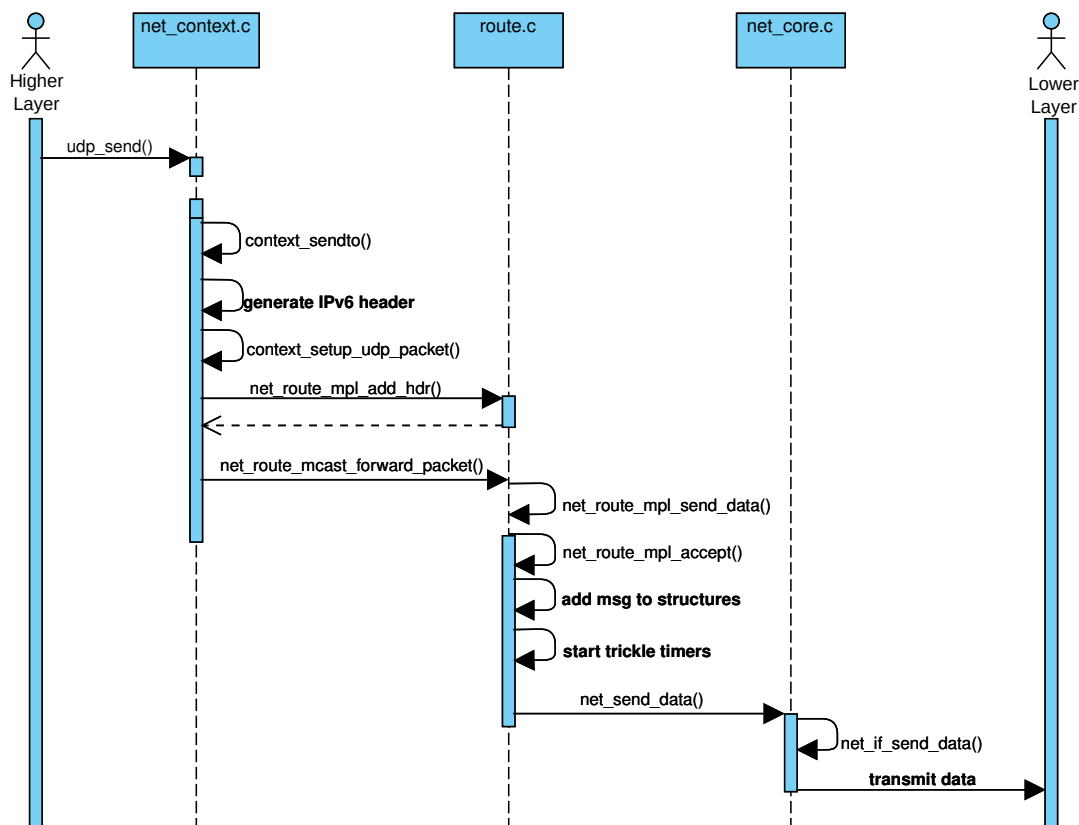 net_context.c
route.c
net_core.c
Higher
Layer
Lower
Layer
udp_send()
context_sendto()
generate IPv6 header
context_setup_udp_packet()
net_route_mpl_add_hdr()
net_route_mcast_forward_packet()
net_route_mpl_send_data()
net_route_mpl_accept()
add msg to structures
start trickle timers
net_send_data()
net_if_send_data()
transmit data